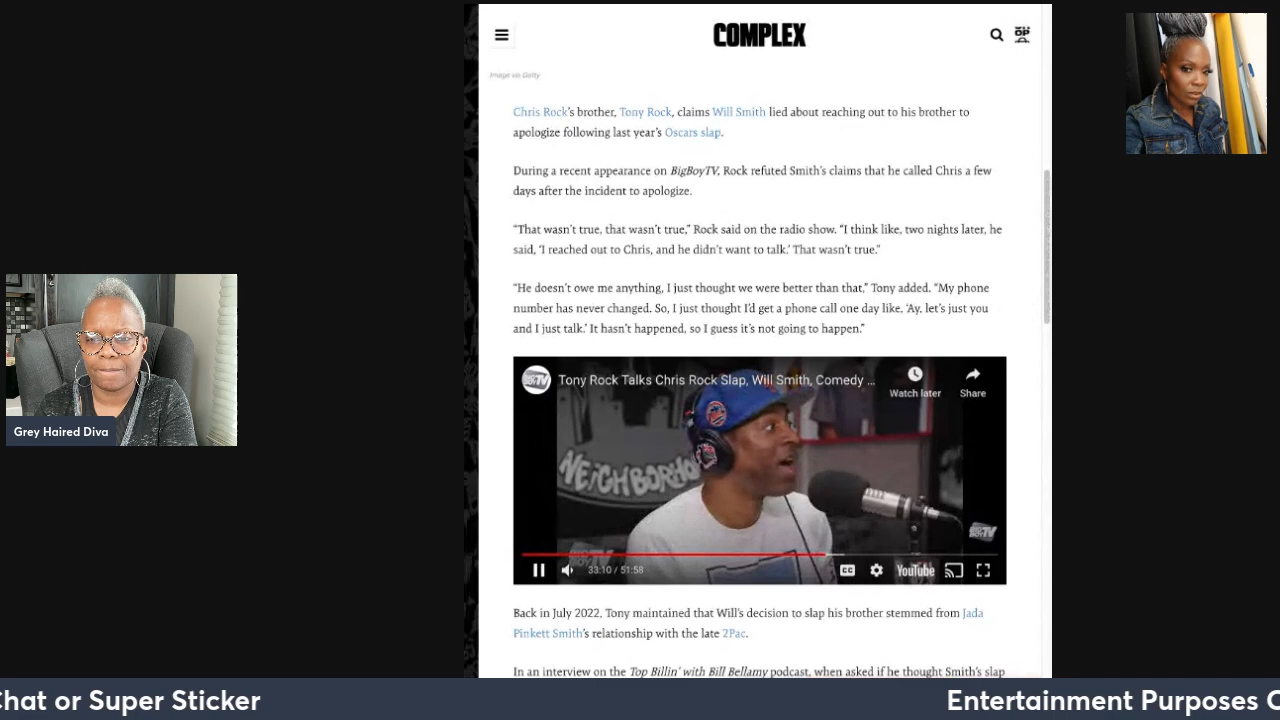 COMPLEX
OP
Image via Getty
Chris Rock's brother, Tony Rock, claims Will Smith lied about reaching out to his brother to
apologize following last year's Oscars slap.
During a recent appearance on BigBoyTV, Rock refuted Smith's claims that he called Chris a few
days after the incident to apologize.
“That wasn't true, that wasn't true,” Rock said on the radio show. “I think like, two nights later, he
said, ‘I reached out to Chris, and he didn't want to talk.’ That wasn't true.”
“He doesn't owe me anything, I just thought we were better than that,” Tony added. “My phone
number has never changed. So, I just thought I'd get a phone call one day like, ‘Ay, let's just you
and I just talk.’ It hasn't happened, so I guess it's not going to happen.”
Tony Rock Talks Chris Rock Slap, Will Smith, Comedy ...
Watch later
Share
NEIGHBORHO
BIG BOY TV
33:10 / 51:58
CC
YouTube
Back in July 2022, Tony maintained that Will's decision to slap his brother stemmed from Jada
Pinkett Smith's relationship with the late 2Pac.
In an interview on the Top Billin' with Bill Bellamy podcast, when asked if he thought Smith's slap
Grey Haired Diva
Chat or Super Sticker
Entertainment Purposes O